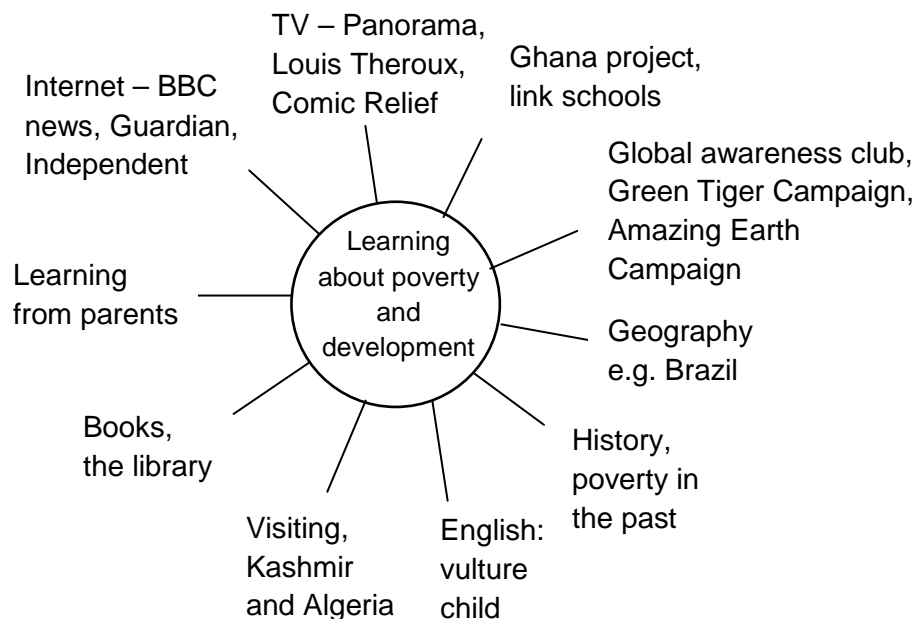 TV – Panorama,
Louis Theroux,
Comic Relief
Ghana project,
link schools
Global awareness club,
Green Tiger Campaign,
Amazing Earth
Campaign
Geography
e.g. Brazil
History,
poverty in
the past
English:
vulture
child
Visiting,
Kashmir
and Algeria
Books,
the library
Learning
from parents
Internet – BBC
news, Guardian,
Independent
Learning
about poverty
and
development